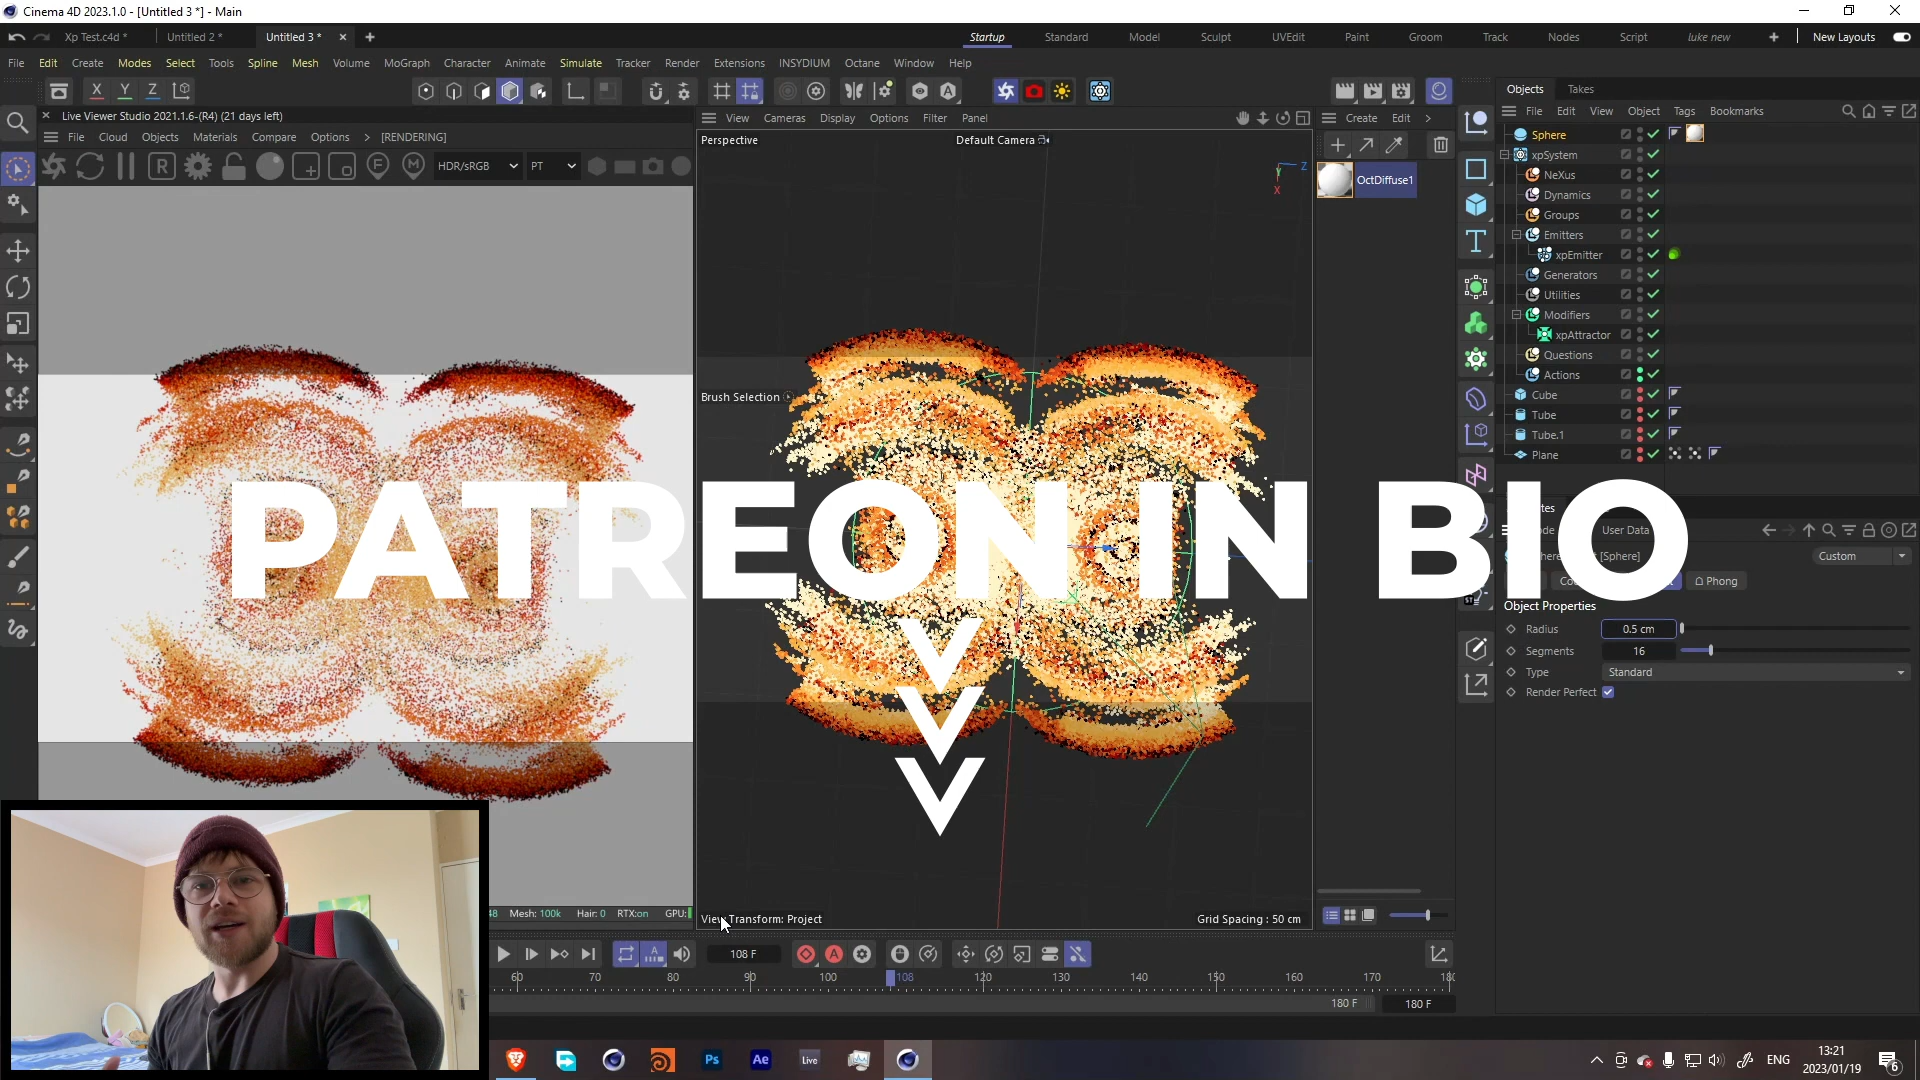 Cinema 4D 2023.1.0 - [Untitled 3 *] - Main
Xp Test.c4d * Untitled 2 * Untitled 3 *
Startup Standard Model Sculpt UVEdit Paint Groom Track Nodes Script luke new New Layouts
File Edit Create Modes Select Tools Spline Mesh Volume MoGraph Character Animate Simulate Tracker Render Extensions INSYDIUM Octane Window Help
X Y Z
Live Viewer Studio 2021.1.6-(R4) (21 days left)
File Cloud Objects Materials Compare Options > [RENDERING]
HDR/sRGB PT
View Cameras Display Options Filter Panel
Perspective Default Camera
Z
Y
X
Brush Selection
Create Edit
OctDiffuse1
Objects Takes
File Edit View Object Tags Bookmarks
Sphere
xpSystem
NeXus
Dynamics
Groups
Emitters
xpEmitter
Generators
Utilities
Modifiers
xpAttractor
Questions
Actions
Cube
Tube
Tube.1
Plane
PATREON IN BIO
User Data
[Sphere] Custom
Phong
Object Properties
Radius 0.5 cm
Segments 16
Type Standard
Render Perfect
Mesh: 100k Hair: 0 RTX:on GPU:
View Transform: Project Grid Spacing : 50 cm
108 F
60 70 80 90 100 108 120 130 140 150 160 170
180 F 180 F
Ps Ae Live
ENG 13:21
2023/01/19
6